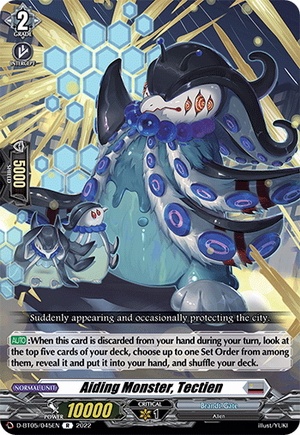 2
GRADE
INTERCEPT
5000
SHIELD
Suddenly appearing and occasionally protecting the city.
AUTO:When this card is discarded from your hand during your turn, look
at the top five cards of your deck, choose up to one Set Order from among
them, reveal it and put it into your hand, and shuffle your deck.
NORMAL UNIT
Aiding Monster, Tectien
POWER 10000
CRITICAL
1
Brandt Gate
Alien
D-BT05/045EN R 2022
illust/YUKI